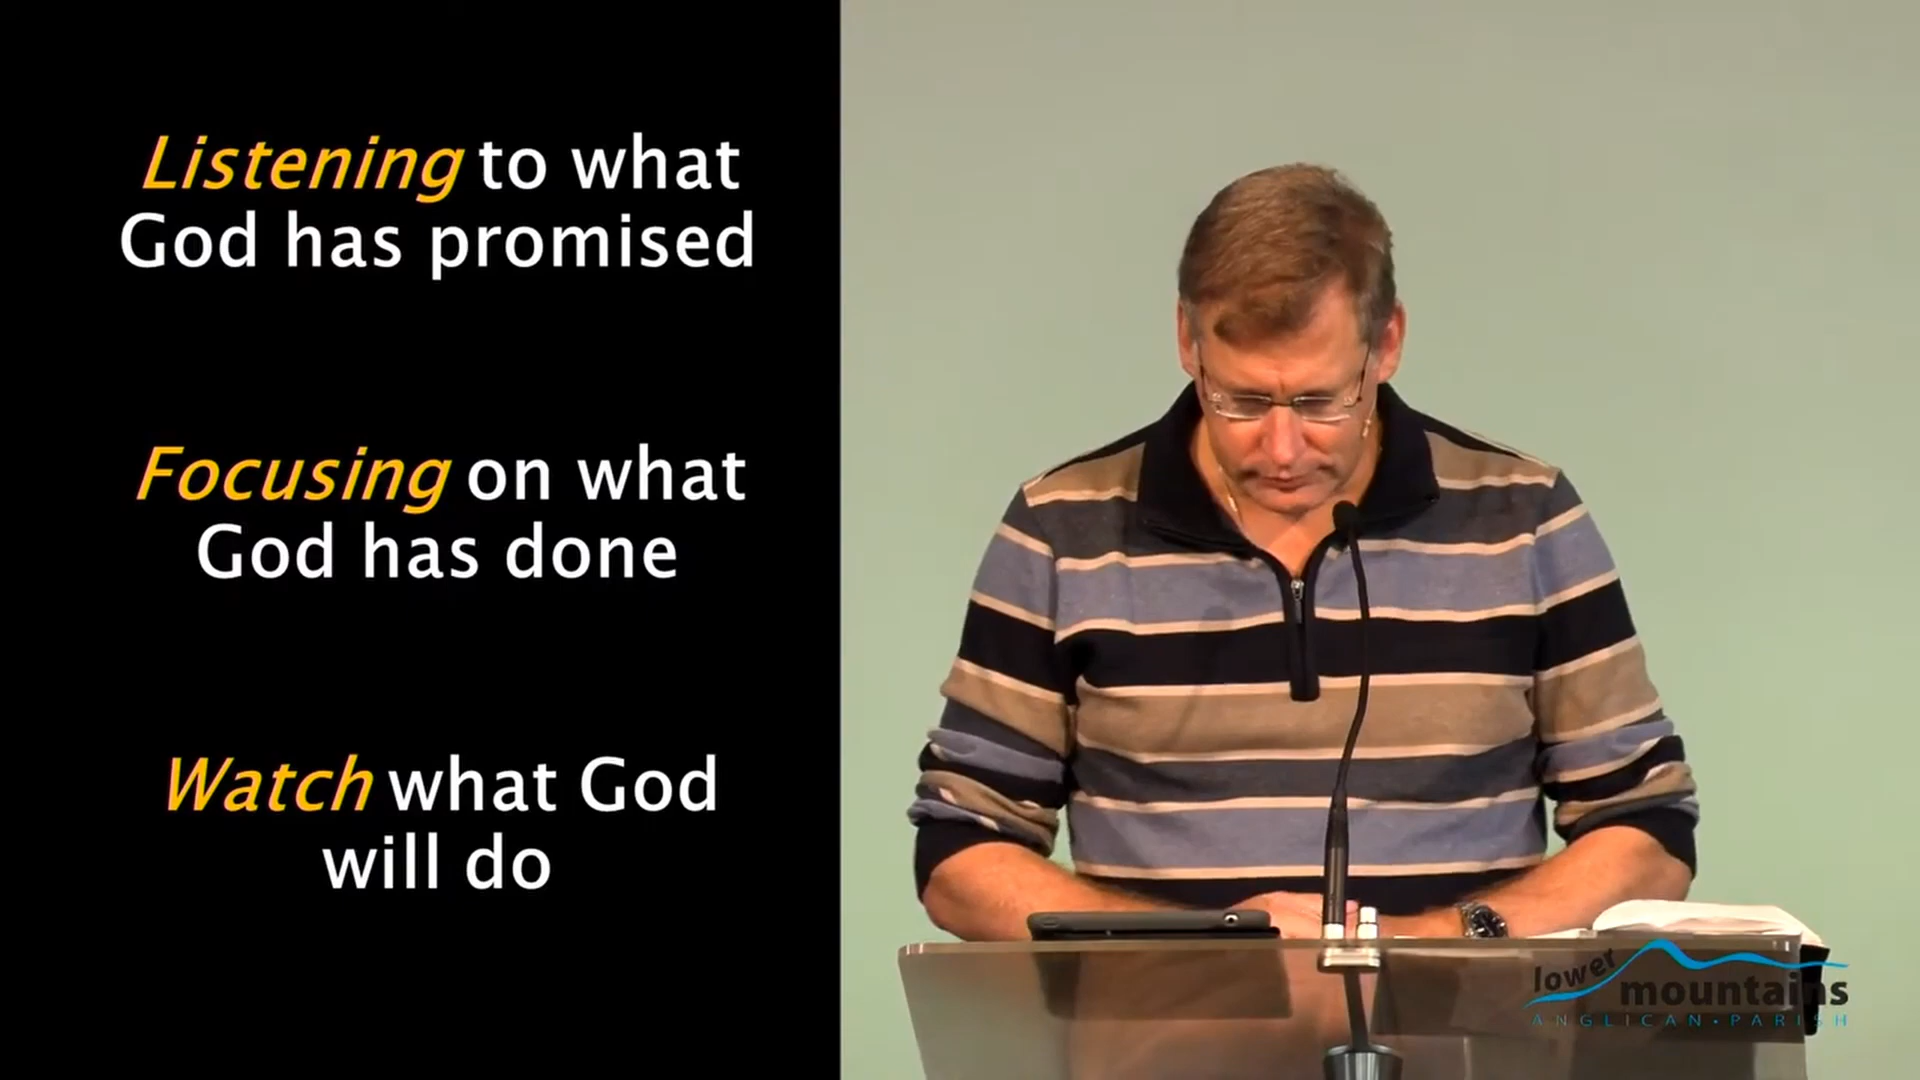 Listening to what
God has promised
Focusing on what
God has done
Watch what God
will do
lower
mountains
ANGLICAN • PARISH